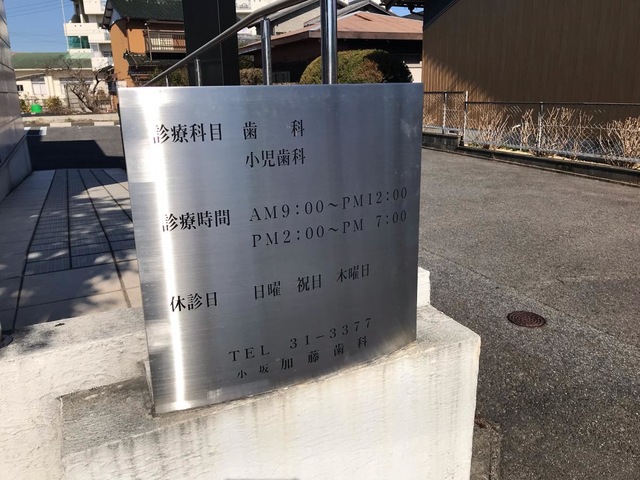 診療科目 歯 科
小児歯科
診療時間 AM9:00～PM12:00
PM2:00～PM 7:00
休診日 日曜 祝日 木曜日
TEL 31-3377
小坂 加藤歯科